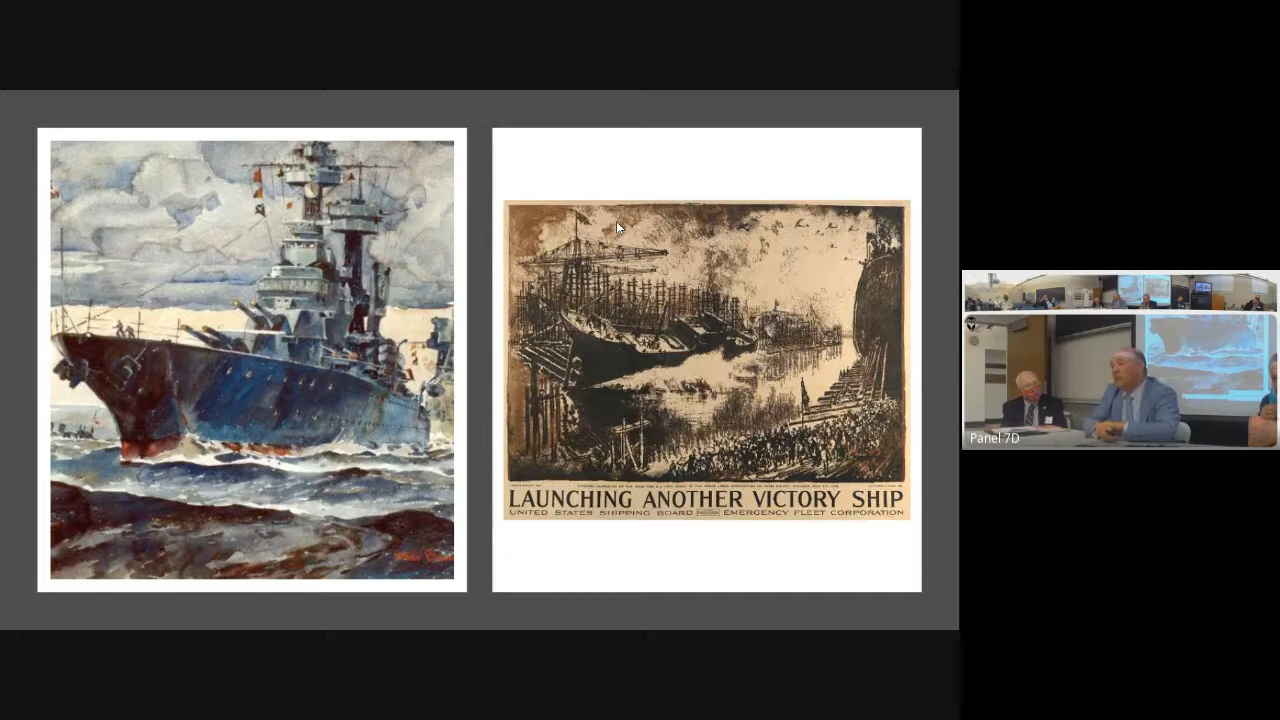 LAUNCHING ANOTHER VICTORY SHIP
UNITED STATES SHIPPING BOARD EMERGENCY FLEET CORPORATION
Panel 7D